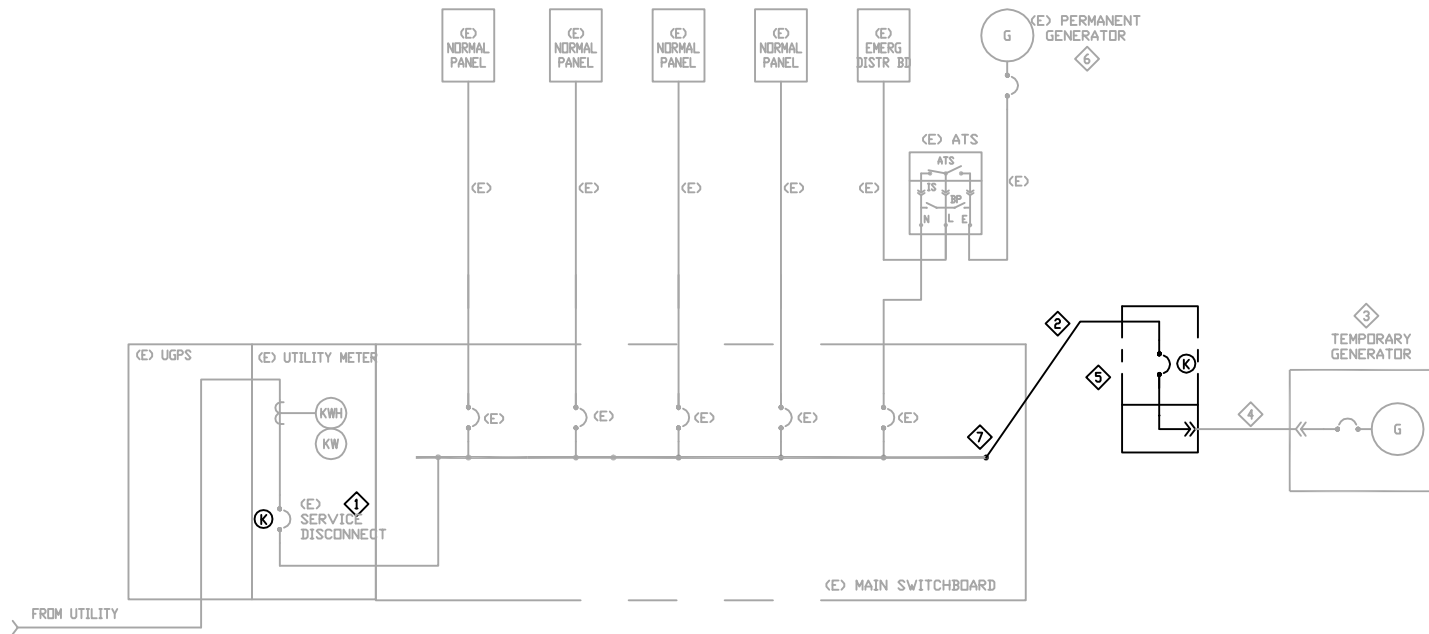 (E)
NORMAL
PANEL
(E)
NORMAL
PANEL
(E)
NORMAL
PANEL
(E)
NORMAL
PANEL
(E)
EMERG
DISTR BD
G
(E) PERMANENT
GENERATOR
6
(E) ATS
ATS
IS
BP
N L E
(E)
(E)
(E)
(E)
(E)
(E)
2
3
TEMPORARY
GENERATOR
K
5
4
G
(E) UGPS
(E) UTILITY METER
KWH
KW
(E)
(E)
(E)
(E)
(E)
7
1
K
(E)
SERVICE
DISCONNECT
(E) MAIN SWITCHBOARD
FROM UTILITY